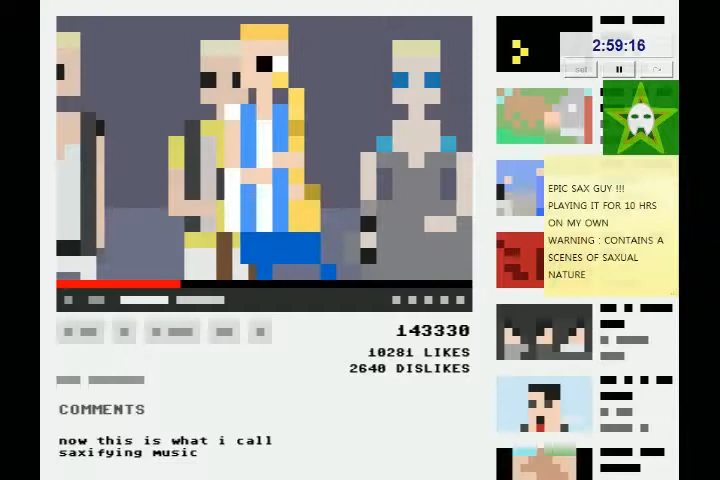 2:59:16
set
EPIC SAX GUY !!!
PLAYING IT FOR 10 HRS
ON MY OWN
WARNING : CONTAINS A
SCENES OF SAXUAL
NATURE
143330
10281 LIKES
2640 DISLIKES
COMMENTS
now this is what i call
saxifying music